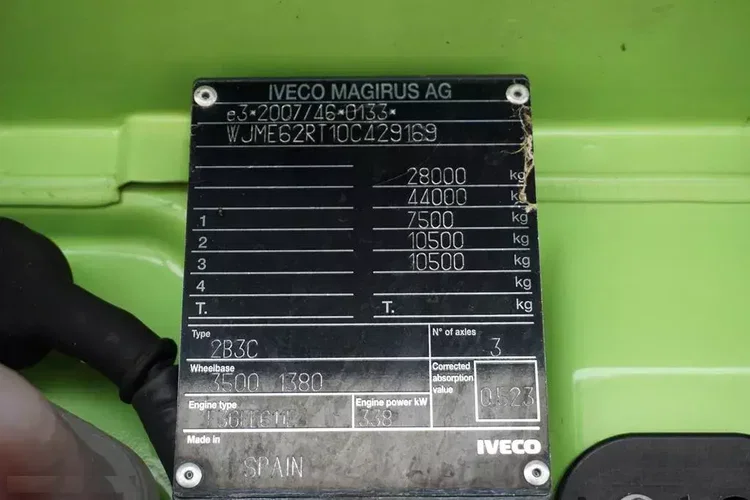 IVECO MAGIRUS AG
e3*2007/46*0133*
WJME62RT10C429169
28000 kg
44000 kg
1 7500 kg
2 10500 kg
3 10500 kg
4 kg
T. T. kg
Type 2B3C N° of axles 3
Wheelbase 3500 1380 Corrected absorption value 0.523
Engine type Engine power kW 338
Made in SPAIN IVECO